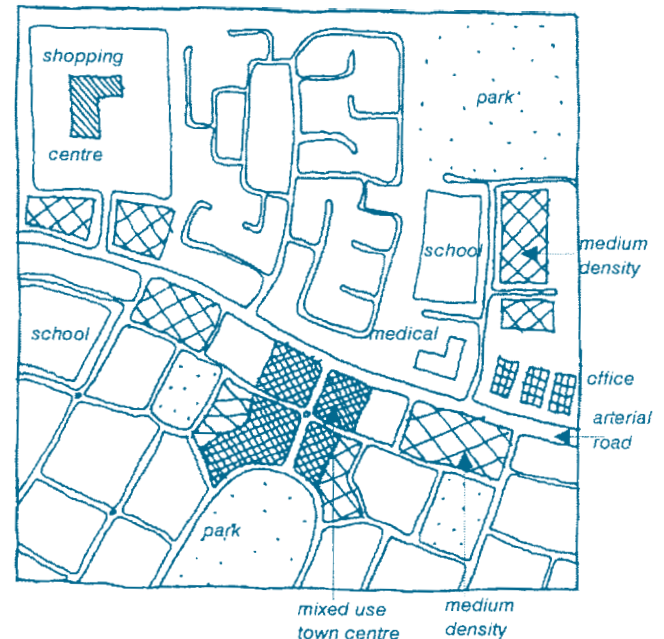 shopping
centre
park
school
medium
density
school
medical
office
arterial
road
park
mixed use
town centre
medium
density